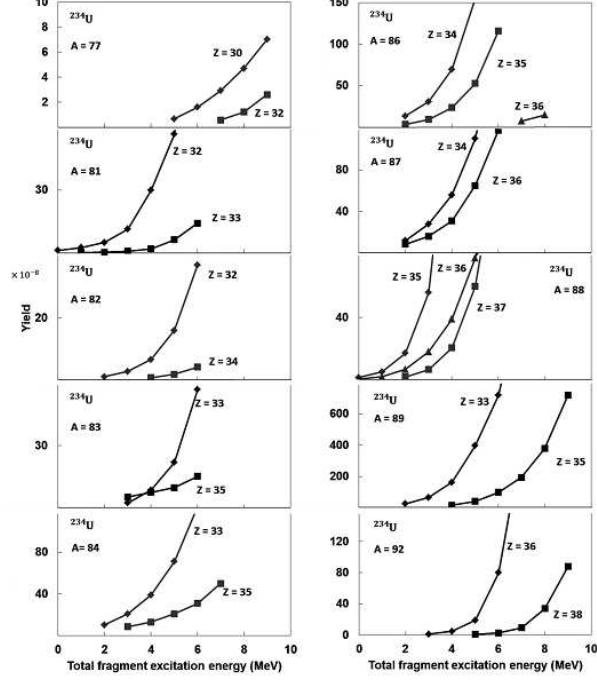 10
8
6
4
2
²³⁴U
A = 77
Z = 30
Z = 32
150
100
50
²³⁴U
A = 86
Z = 34
Z = 35
Z = 36
30
²³⁴U
A = 81
Z = 32
Z = 33
80
40
²³⁴U
A = 87
Z = 34
Z = 36
×10⁻⁸
Yield
20
²³⁴U
A = 82
Z = 32
Z = 34
40
Z = 35
Z = 36
Z = 37
²³⁴U
A = 88
30
²³⁴U
A = 83
Z = 33
Z = 35
600
400
200
²³⁴U
A = 89
Z = 33
Z = 35
80
40
²³⁴U
A = 84
Z = 33
Z = 35
0 2 4 6 8 10
Total fragment excitation energy (MeV)
120
80
40
0
²³⁴U
A = 92
Z = 36
Z = 38
0 2 4 6 8 10
Total fragment excitation energy (MeV)